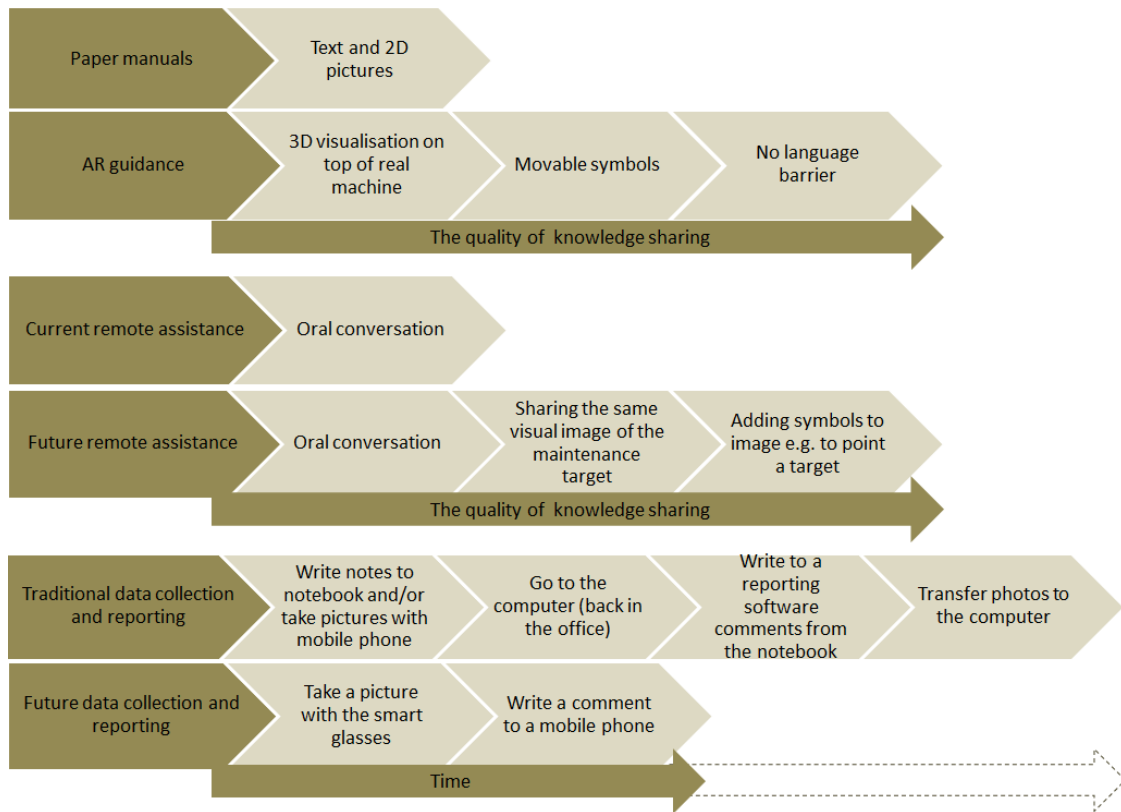 Paper manuals
Text and 2D
pictures
AR guidance
3D visualisation on
top of real
machine
Movable symbols
No language
barrier
The quality of knowledge sharing
Current remote assistance
Oral conversation
Future remote assistance
Oral conversation
Sharing the same
visual image of the
maintenance
target
Adding symbols to
image e.g. to point
a target
The quality of knowledge sharing
Traditional data collection
and reporting
Write notes to
notebook and/or
take pictures with
mobile phone
Go to the
computer (back in
the office)
Write to a
reporting
software
comments from
the notebook
Transfer photos to
the computer
Future data collection and
reporting
Take a picture
with the smart
glasses
Write a comment
to a mobile phone
Time